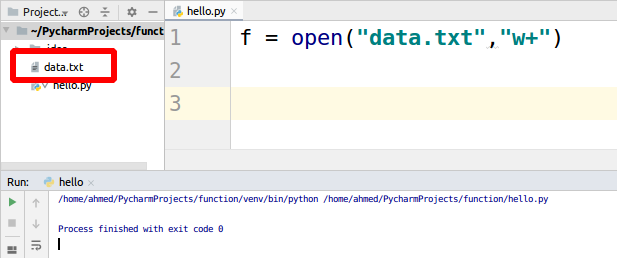 Project...
hello.py
~/PycharmProjects/funct
.idea
data.txt
hello.py
1 f = open("data.txt","w+")
2
3
Run: hello
/home/ahmed/PycharmProjects/function/venv/bin/python /home/ahmed/PycharmProjects/function/hello.py
Process finished with exit code 0